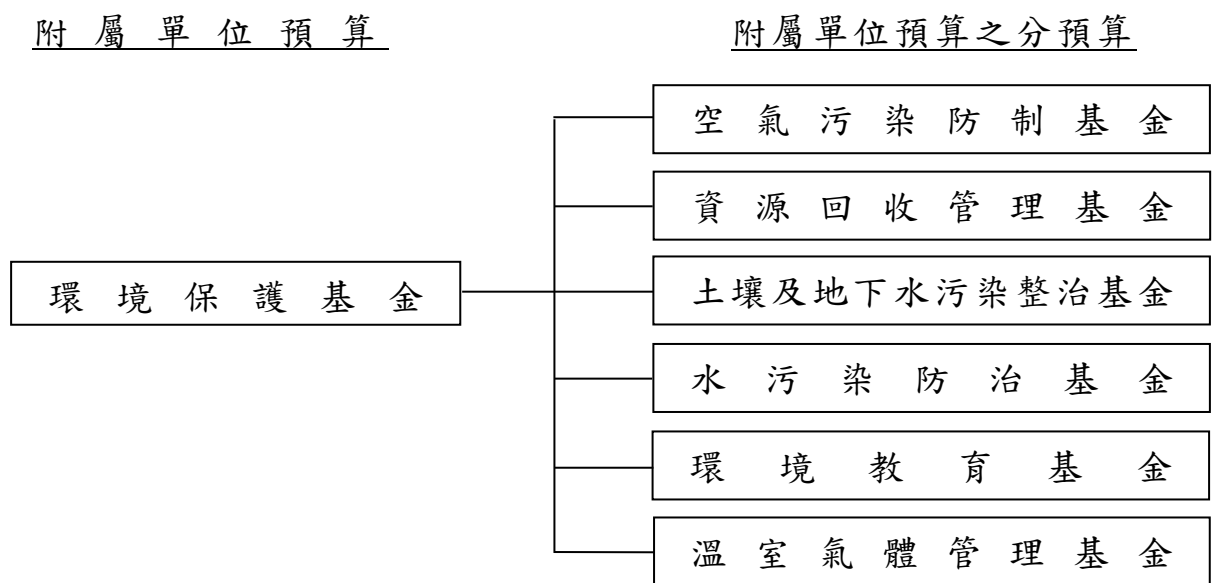 附屬單位預算
附屬單位預算之分預算
空氣污染防制基金
資源回收管理基金
環境保護基金
土壤及地下水污染整治基金
水污染防治基金
環境教育基金
溫室氣體管理基金